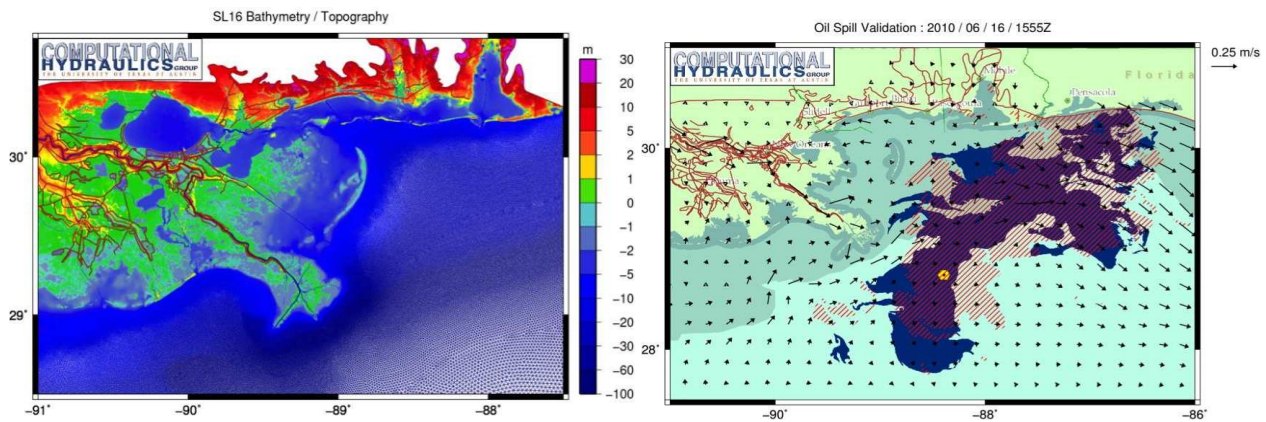 SL16 Bathymetry / Topography
COMPUTATIONAL
HYDRAULICS GROUP
THE UNIVERSITY OF TEXAS AT AUSTIN
m
30
20
10
5
2
1
0
−1
−2
−5
−10
−20
−30
−60
−100
30°
29°
−91
−90
−89
−88
Oil Spill Validation : 2010 / 06 / 16 / 1555Z
COMPUTATIONAL
HYDRAULICS GROUP
THE UNIVERSITY OF TEXAS AT AUSTIN
0.25 m/s
Mobile
Florida
Pensacola
Slidell
30°
28°
−90
−88
−86